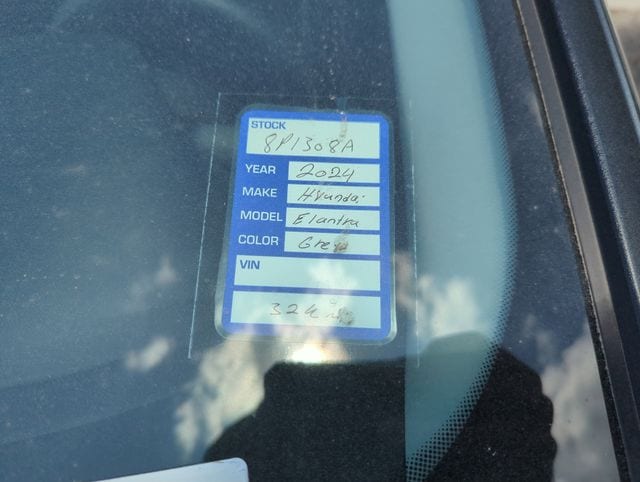 STOCK
8P1308A
YEAR 2024
MAKE Hyundai
MODEL Elantra
COLOR Grey
VIN